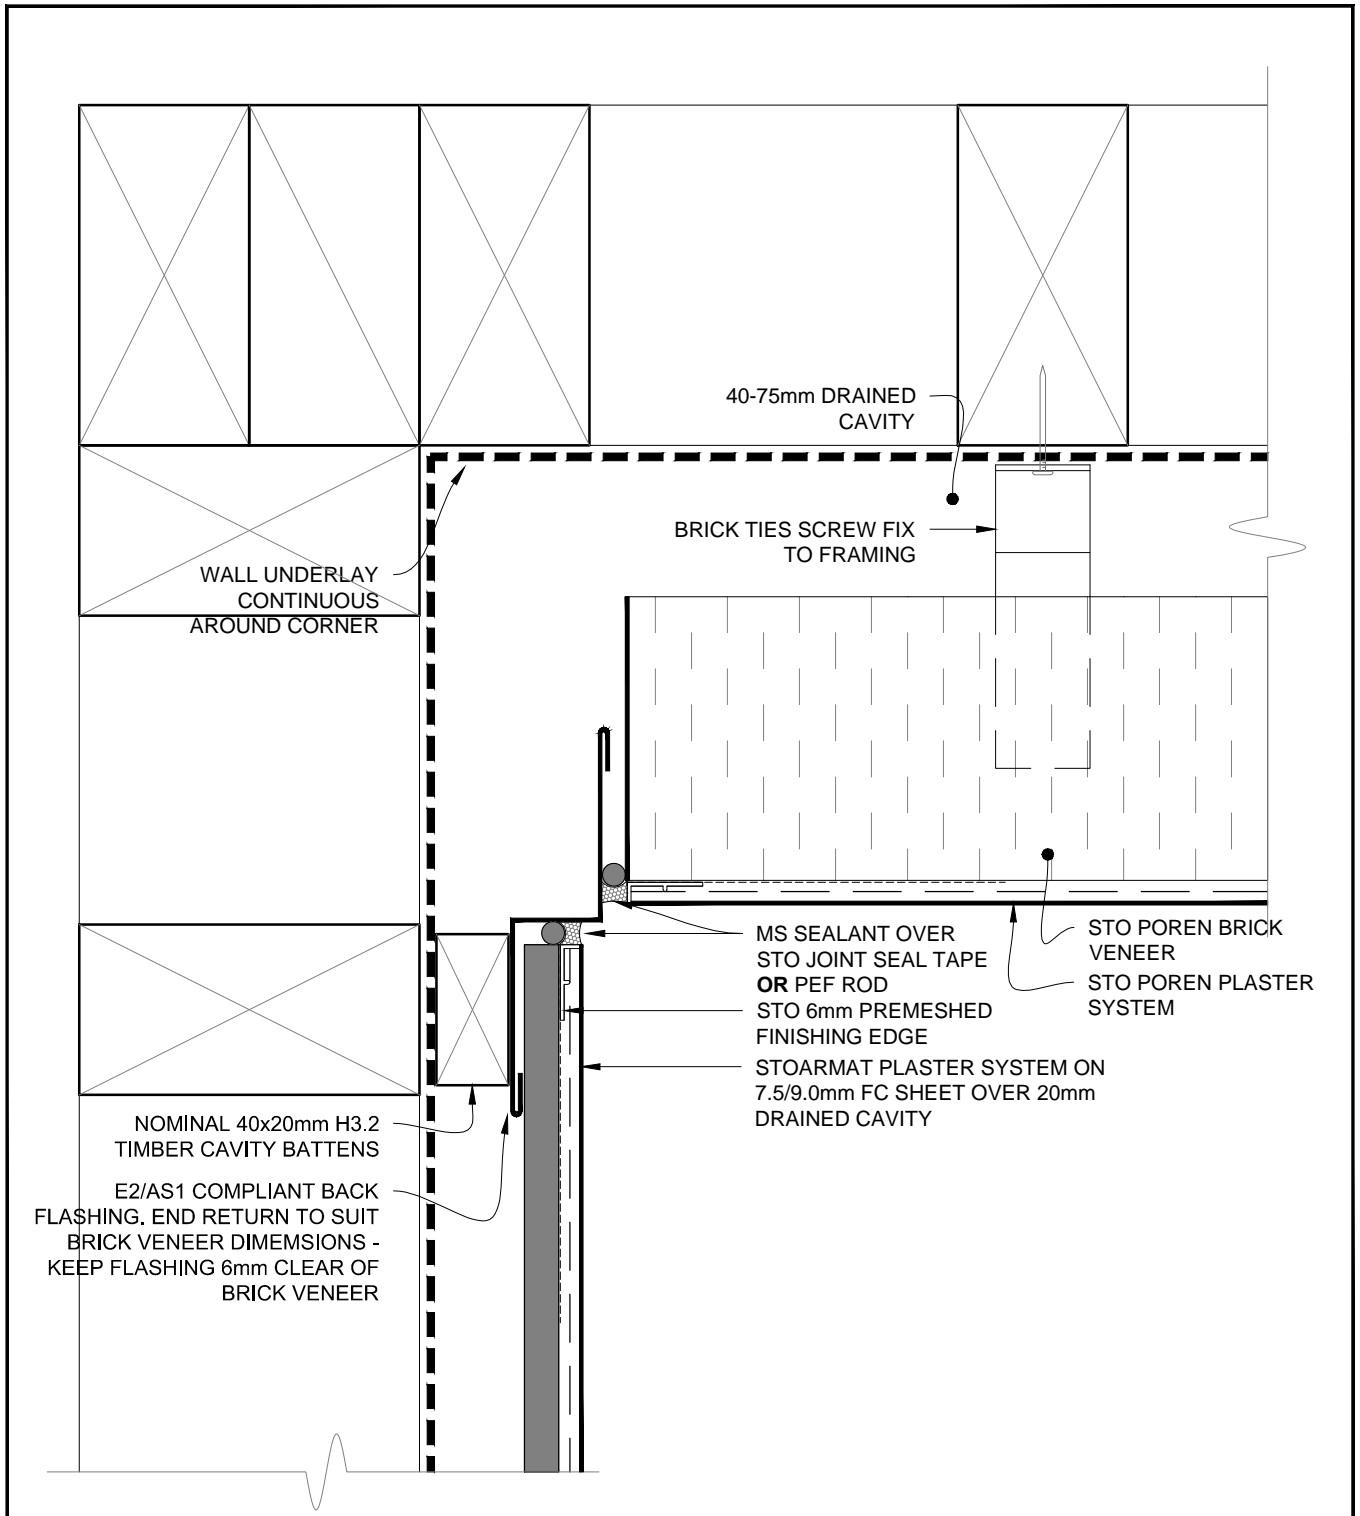 40-75mm DRAINED
CAVITY
BRICK TIES SCREW FIX
TO FRAMING
WALL UNDERLAY
CONTINUOUS
AROUND CORNER
MS SEALANT OVER
STO JOINT SEAL TAPE
OR PEF ROD
STO 6mm PREMESHED
FINISHING EDGE
STOARMAT PLASTER SYSTEM ON
7.5/9.0mm FC SHEET OVER 20mm
DRAINED CAVITY
STO POREN BRICK
VENEER
STO POREN PLASTER
SYSTEM
NOMINAL 40x20mm H3.2
TIMBER CAVITY BATTENS
E2/AS1 COMPLIANT BACK
FLASHING. END RETURN TO SUIT
BRICK VENEER DIMEMSIONS -
KEEP FLASHING 6mm CLEAR OF
BRICK VENEER